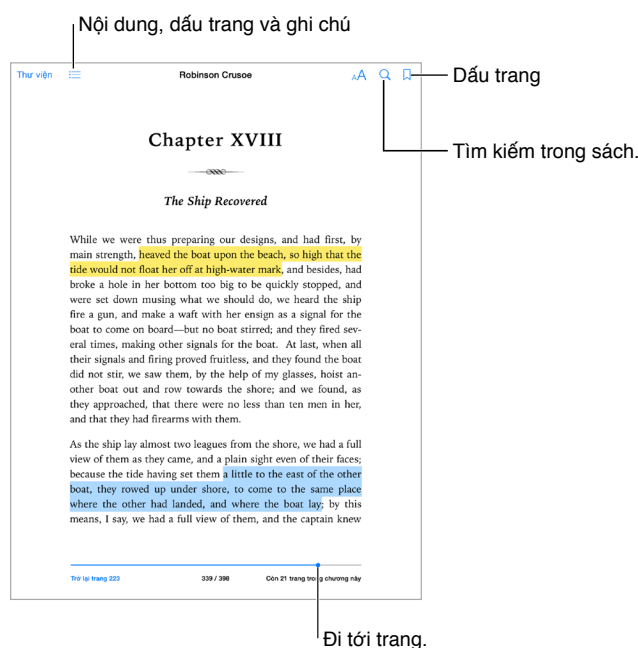 Nội dung, dấu trang và ghi chú
Thư viện
Robinson Crusoe
AA
Dấu trang
Tìm kiếm trong sách.
Chapter XVIII
The Ship Recovered
While we were thus preparing our designs, and had first, by
main strength, heaved the boat upon the beach, so high that the
tide would not float her off at high-water mark, and besides, had
broke a hole in her bottom too big to be quickly stopped, and
were set down musing what we should do, we heard the ship
fire a gun, and make a waft with her ensign as a signal for the
boat to come on board—but no boat stirred; and they fired sev-
eral times, making other signals for the boat. At last, when all
their signals and firing proved fruitless, and they found the boat
did not stir, we saw them, by the help of my glasses, hoist an-
other boat out and row towards the shore; and we found, as
they approached, that there were no less than ten men in her,
and that they had firearms with them.
As the ship lay almost two leagues from the shore, we had a full
view of them as they came, and a plain sight even of their faces;
because the tide having set them a little to the east of the other
boat, they rowed up under shore, to come to the same place
where the other had landed, and where the boat lay; by this
means, I say, we had a full view of them, and the captain knew
Trở lại trang 223
339 / 398
Còn 21 trang trong chương này
Đi tới trang.